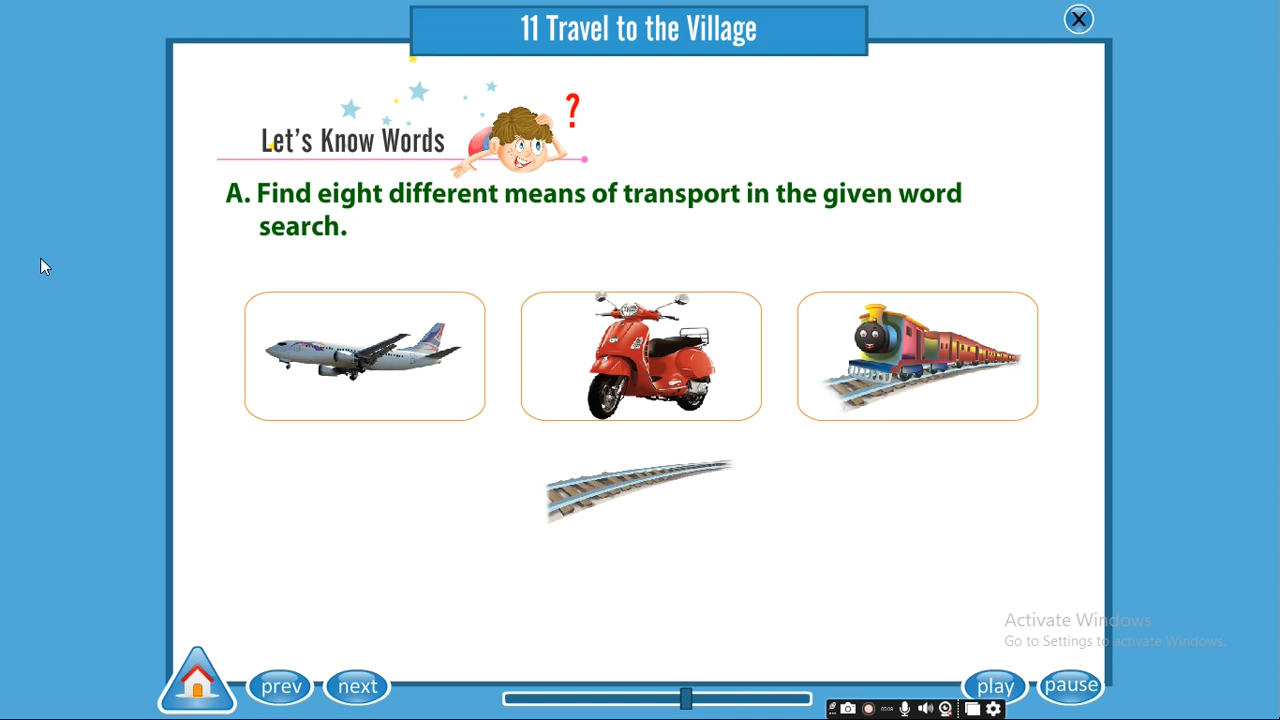 11 Travel to the Village
X
?
Let's Know Words
A. Find eight different means of transport in the given word
search.
Activate Windows
Go to Settings to activate Windows.
prev
next
play
pause